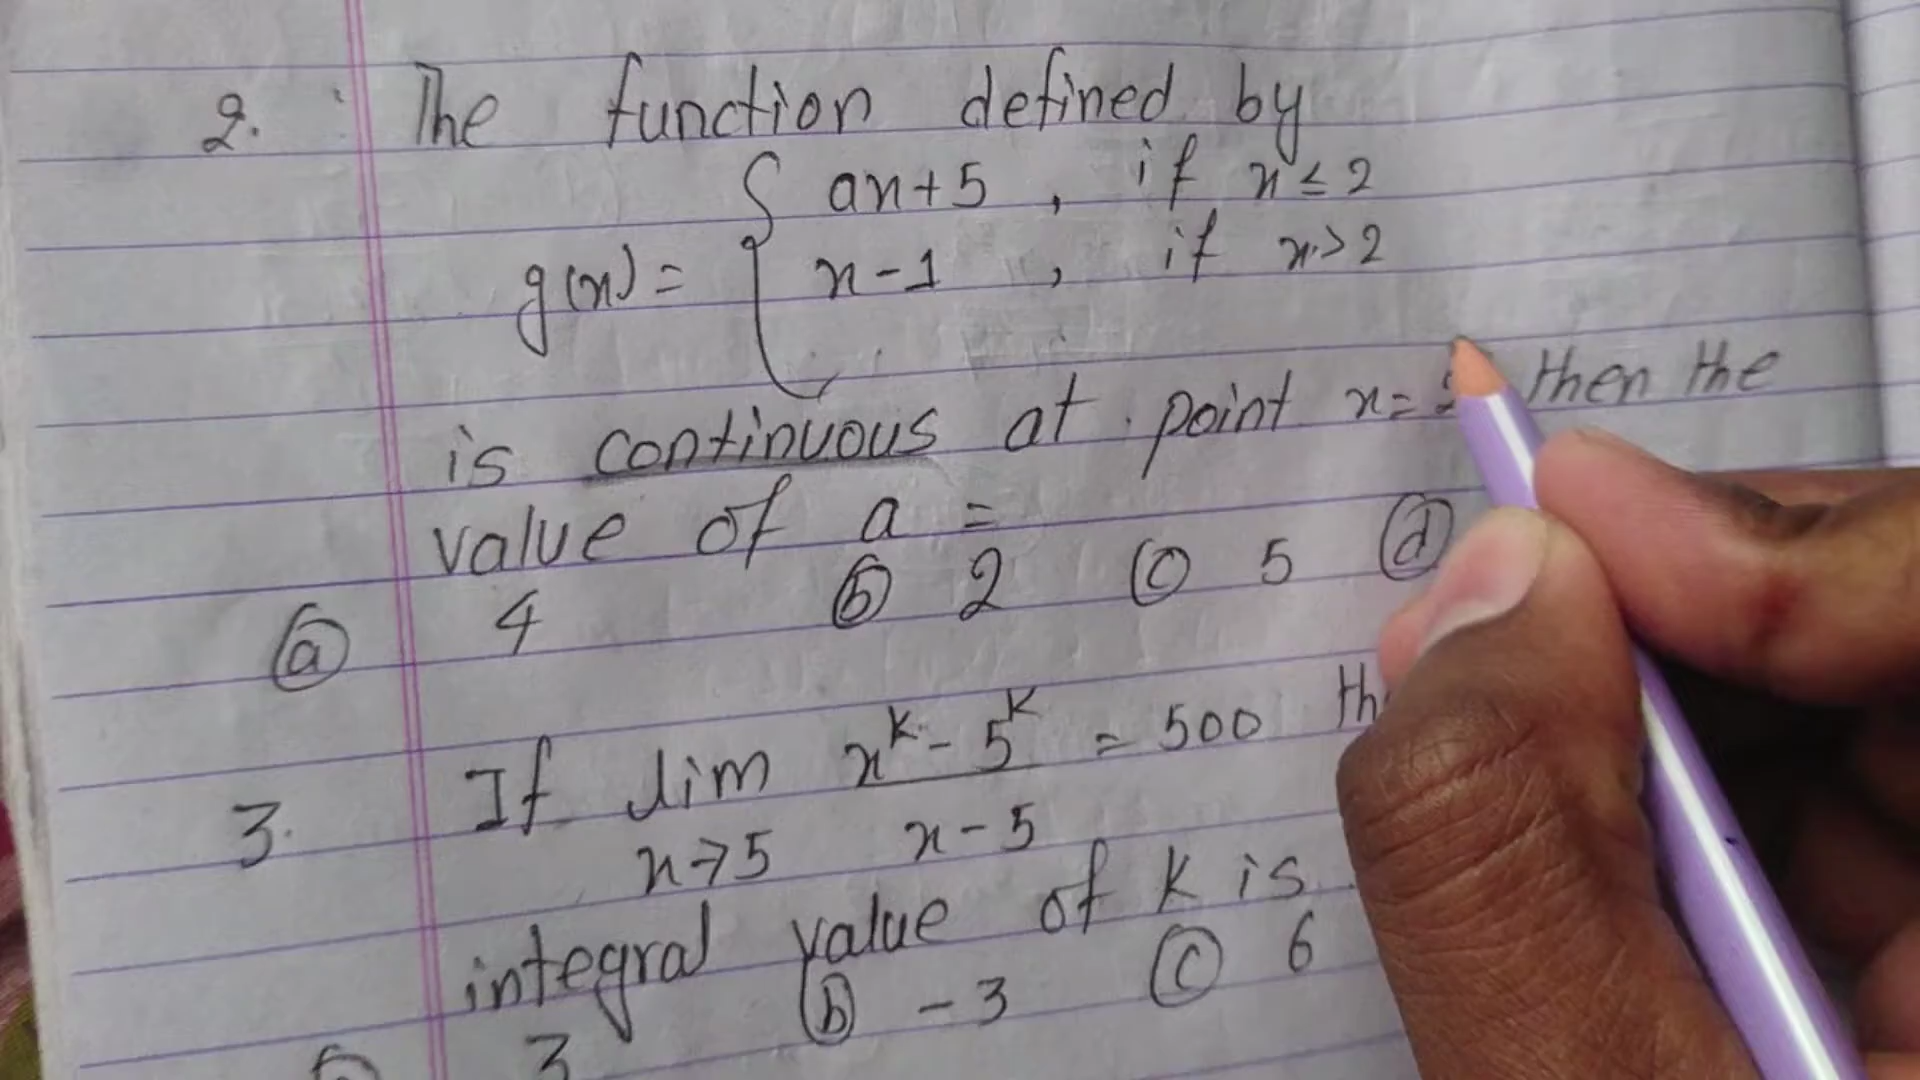 2. The function defined by
g(x) = { ax+5 , if x ≤ 2
x-1 , if x > 2
is continuous at point x = then the
value of a =
(a) 4 (b) 2 (c) 5 (d)
3. If lim x→5 x^k - 5^k / x - 5 = 500
integral value of k is
3 (b) -3 (c) 6